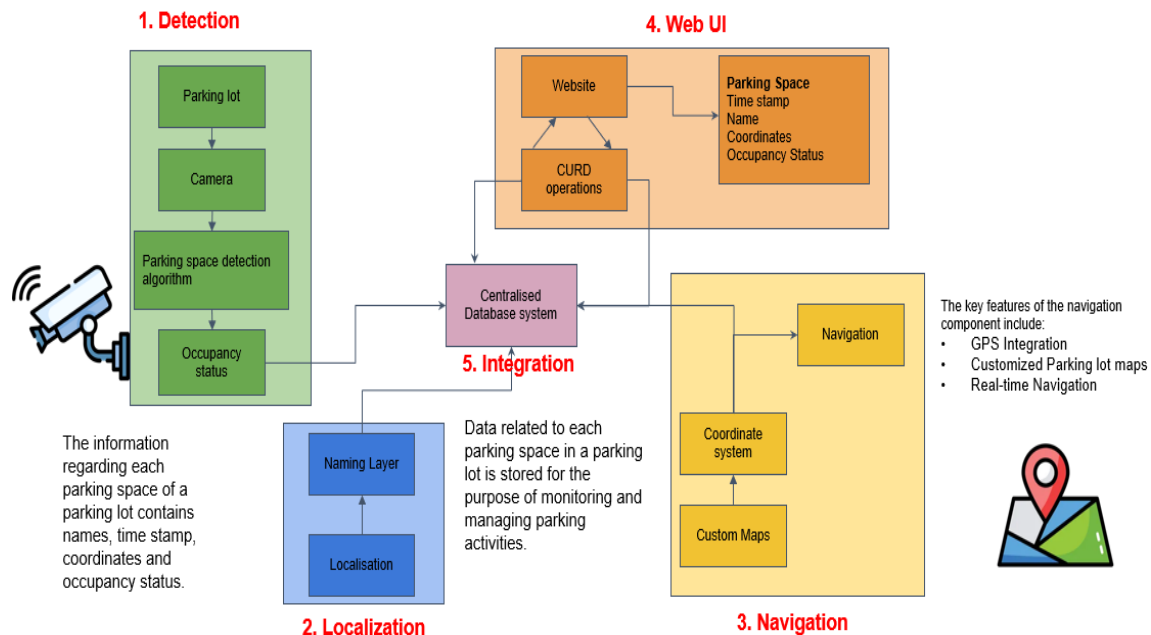 1. Detection
Parking lot
Camera
Parking space detection
algorithm
Occupancy
status
The information
regarding each
parking space of a
parking lot contains
names, time stamp,
coordinates and
occupancy status.
4. Web UI
Website
CURD
operations
Parking Space
Time stamp
Name
Coordinates
Occupancy Status
Centralised
Database system
5. Integration
Data related to each
parking space in a parking
lot is stored for the
purpose of monitoring and
managing parking
activities.
Naming Layer
Localisation
2. Localization
Navigation
Coordinate
system
Custom Maps
3. Navigation
The key features of the navigation
component include:
• GPS Integration
• Customized Parking lot maps
• Real-time Navigation